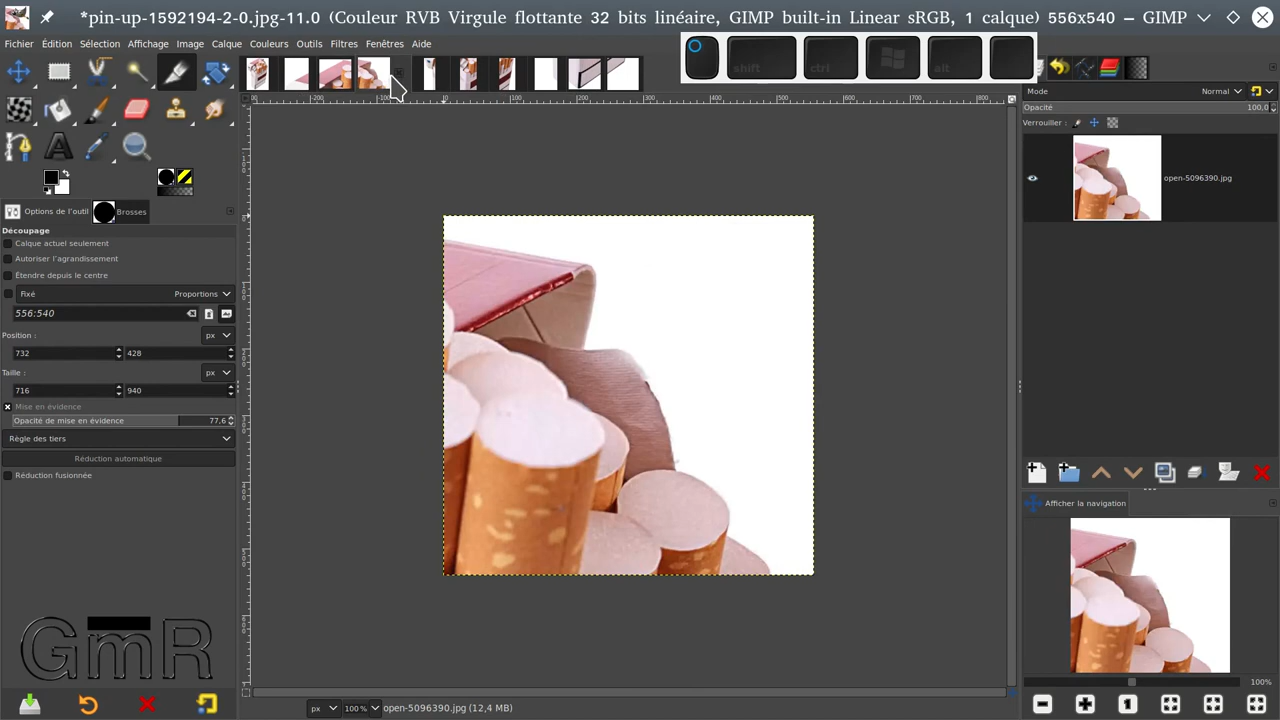 *pin-up-1592194-2-0.jpg-11.0 (Couleur RVB Virgule flottante 32 bits linéaire, GIMP built-in Linear sRGB, 1 calque) 556x540 – GIMP
Fichier Édition Sélection Affichage Image Calque Couleurs Outils Filtres Fenêtres Aide
shift ctrl alt
Mode Normal
Opacité 100,0
Verrouiller :
open-5096390.jpg
Options de l'outil Brosses
Découpage
Calque actuel seulement
Autoriser l'agrandissement
Étendre depuis le centre
Fixé Proportions
556:540
Position : px
732 428
Taille : px
716 940
Mise en évidence
Opacité de mise en évidence 77,6
Règle des tiers
Réduction automatique
Réduction fusionnée
Afficher la navigation
GmR
100%
px 100% open-5096390.jpg (12,4 MB)